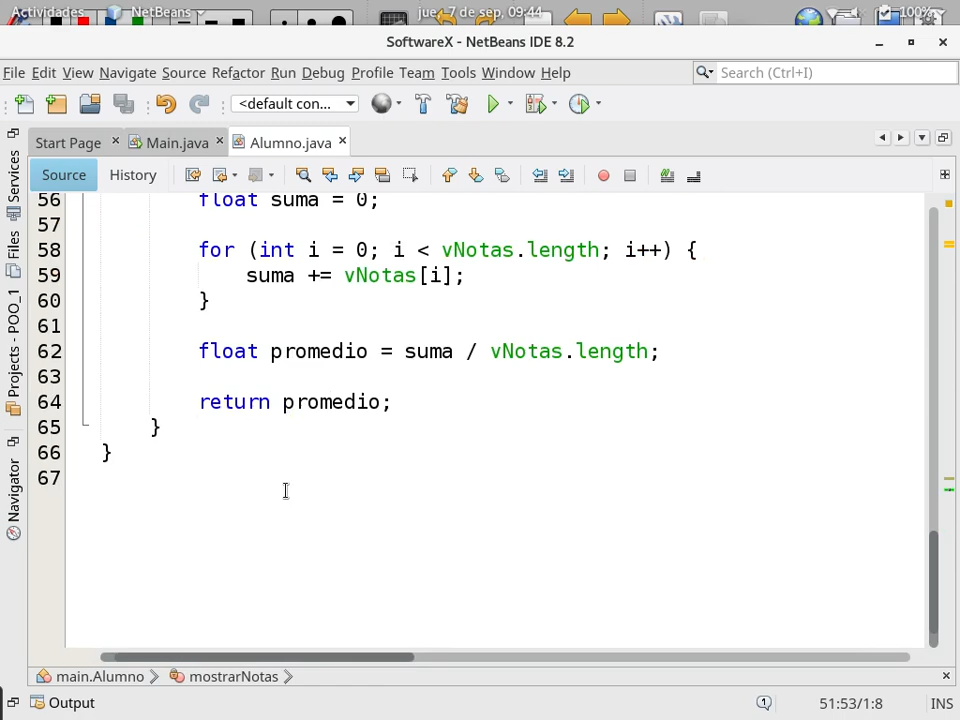 Actividades NetBeans jue, 7 de sep, 09:44 100%
SoftwareX - NetBeans IDE 8.2
File Edit View Navigate Source Refactor Run Debug Profile Team Tools Window Help Search (Ctrl+I)
<default con...
Start Page Main.java Alumno.java
Source History
56 float suma = 0;
57
58 for (int i = 0; i < vNotas.length; i++) {
59 suma += vNotas[i];
60 }
61
62 float promedio = suma / vNotas.length;
63
64 return promedio;
65 }
66 }
67
Services
Files
Projects - POO_1
Navigator
main.Alumno mostrarNotas
Output 1 51:53/1:8 INS